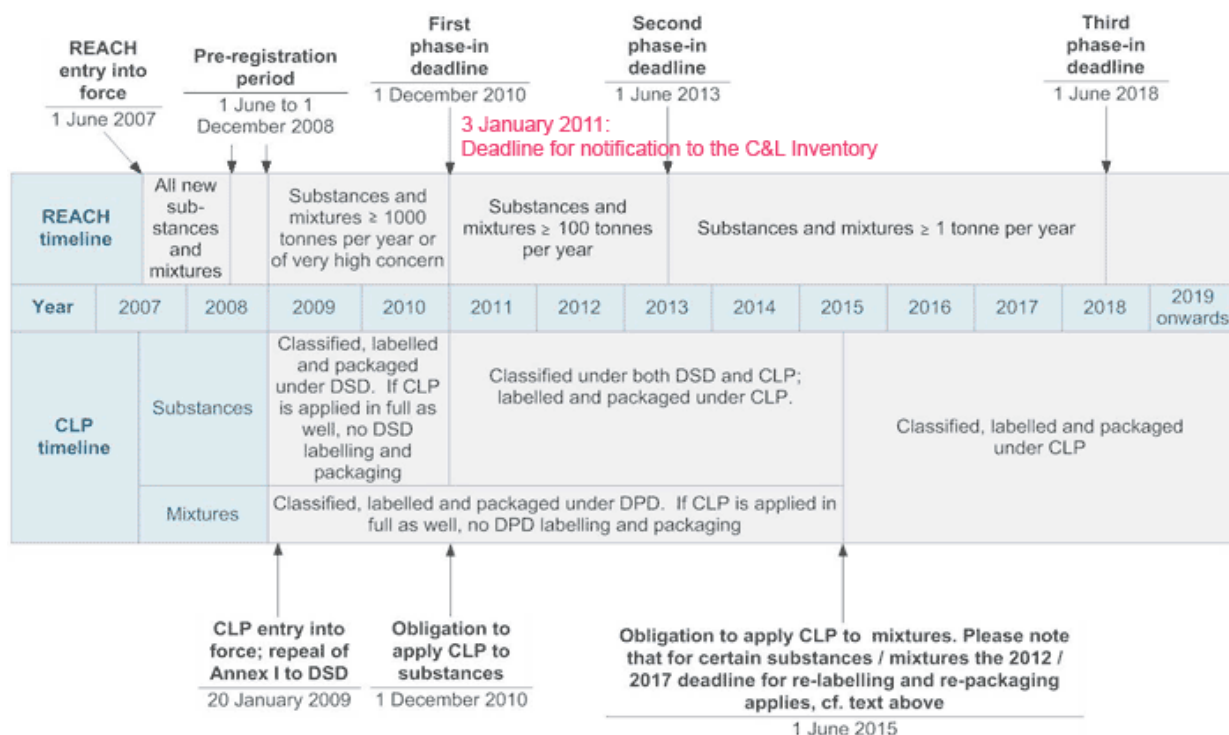 REACH
entry into
force
1 June 2007
Pre-registration
period
1 June to 1
December 2008
First
phase-in
deadline
1 December 2010
Second
phase-in
deadline
1 June 2013
Third
phase-in
deadline
1 June 2018
3 January 2011:
Deadline for notification to the C&L Inventory
REACH
timeline
All new
sub-
stances
and
mixtures
Substances and
mixtures ≥ 1000
tonnes per year or
of very high concern
Substances and
mixtures ≥ 100 tonnes
per year
Substances and mixtures ≥ 1 tonne per year
Year
2007
2008
2009
2010
2011
2012
2013
2014
2015
2016
2017
2018
2019
onwards
CLP
timeline
Substances
Classified, labelled
and packaged
under DSD. If CLP
is applied in full as
well, no DSD
labelling and
packaging
Classified under both DSD and CLP;
labelled and packaged under CLP.
Classified, labelled and packaged
under CLP
Mixtures
Classified, labelled and packaged under DPD. If CLP is applied in
full as well, no DPD labelling and packaging
CLP entry into
force; repeal of
Annex I to DSD
20 January 2009
Obligation to
apply CLP to
substances
1 December 2010
Obligation to apply CLP to mixtures. Please note
that for certain substances / mixtures the 2012 /
2017 deadline for re-labelling and re-packaging
applies, cf. text above
1 June 2015